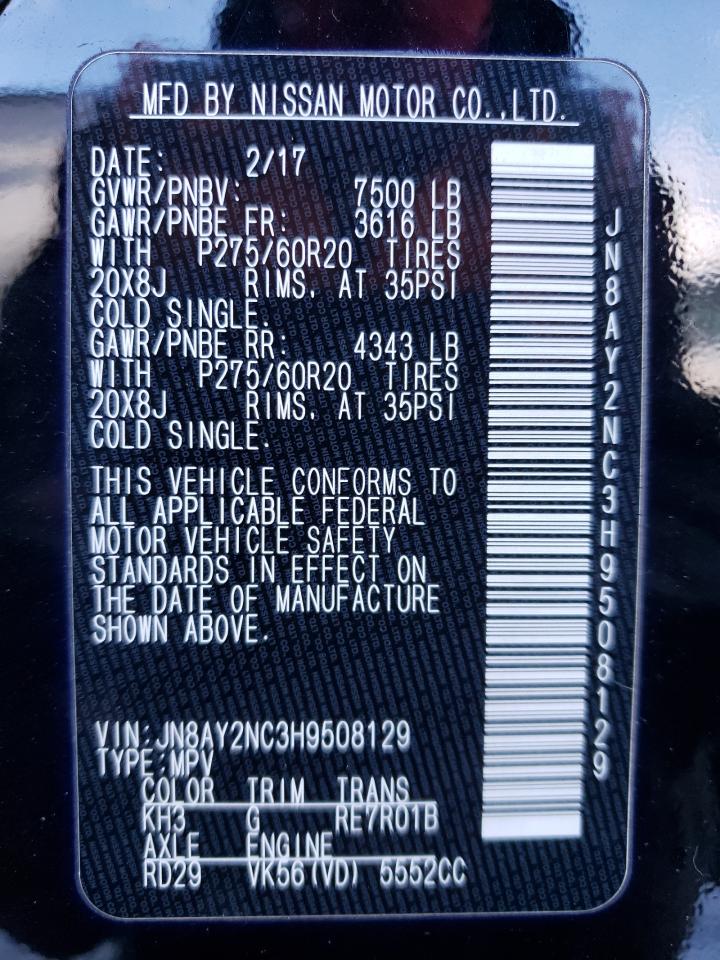 MFD BY NISSAN MOTOR CO.,LTD.
DATE: 2/17
GVWR/PNBV: 7500 LB
GAWR/PNBE FR: 3616 LB
WITH P275/60R20 TIRES
20X8J RIMS. AT 35PSI
COLD SINGLE.
GAWR/PNBE RR: 4343 LB
WITH P275/60R20 TIRES
20X8J RIMS. AT 35PSI
COLD SINGLE.
THIS VEHICLE CONFORMS TO
ALL APPLICABLE FEDERAL
MOTOR VEHICLE SAFETY
STANDARDS IN EFFECT ON
THE DATE OF MANUFACTURE
SHOWN ABOVE.
VIN:JN8AY2NC3H9508129
TYPE:MPV
COLOR TRIM TRANS
KH3 G RE7R01B
AXLE ENGINE
RD29 VK56(VD) 5552CC
JN8AY2NC3H9508129